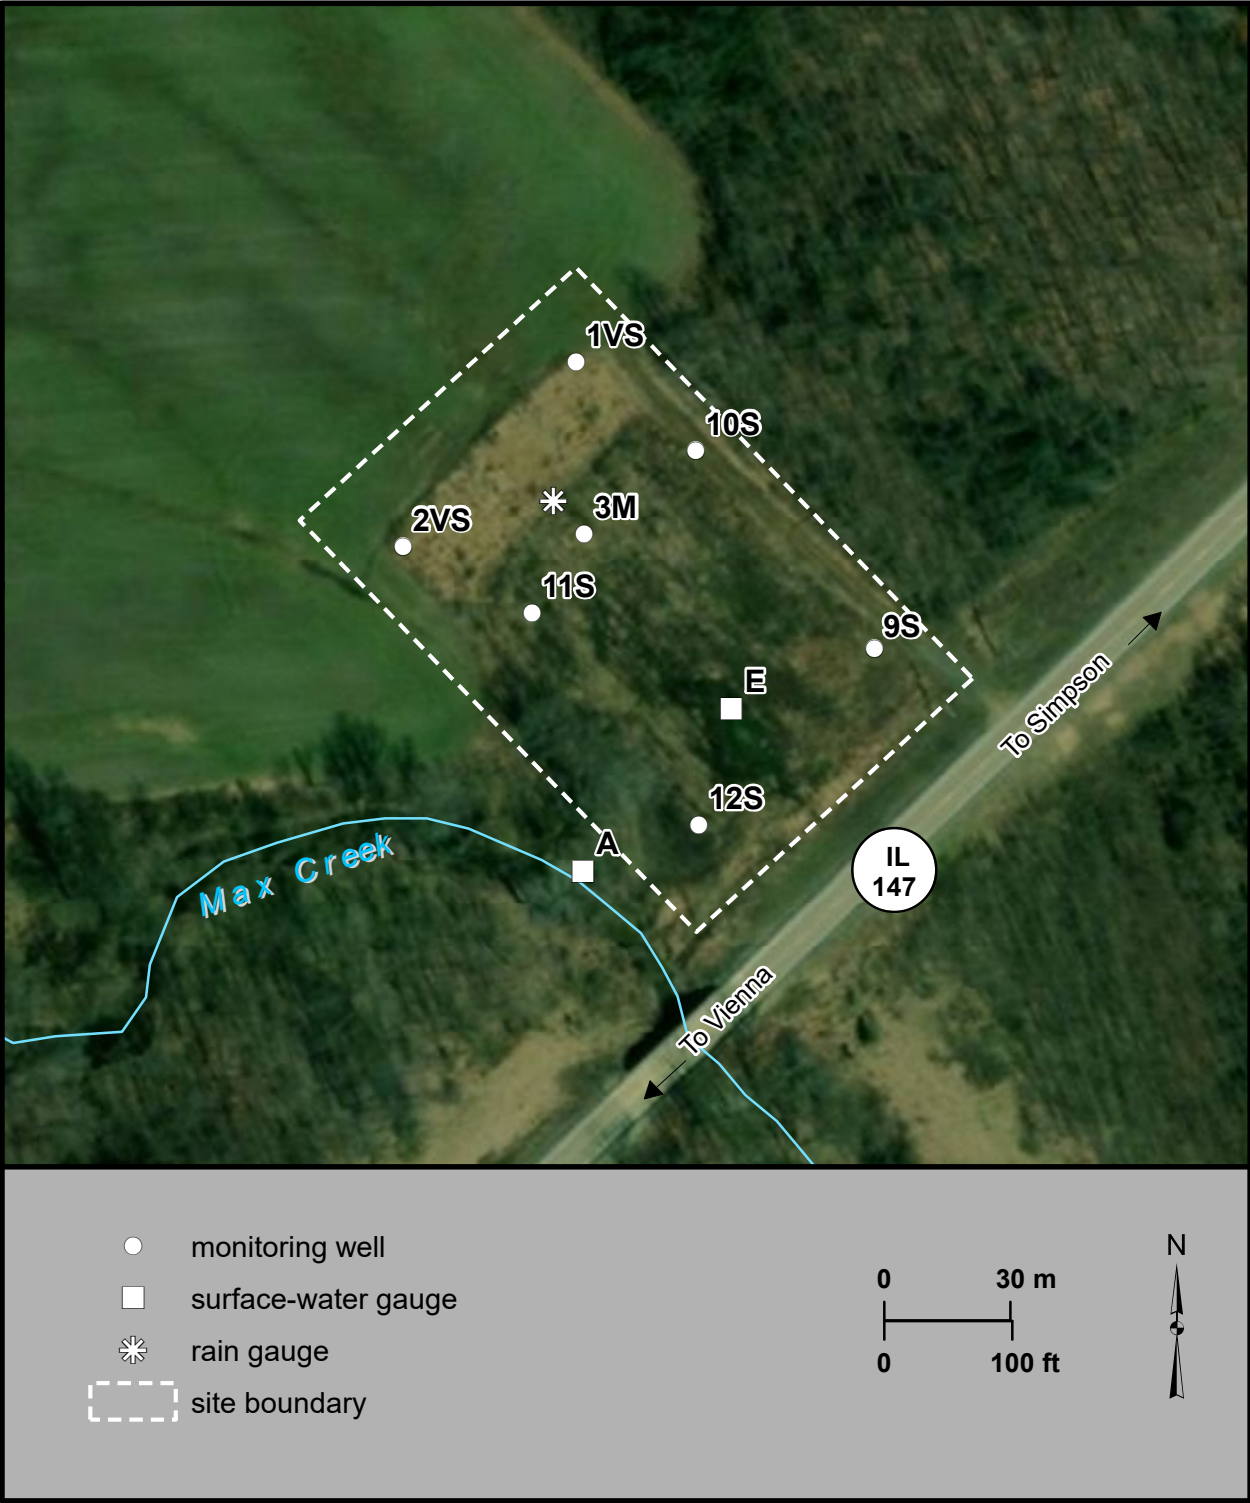 1VS
10S
3M
2VS
11S
9S
E
To Simpson
12S
A
Max Creek
IL
147
To Vienna
monitoring well
surface-water gauge
rain gauge
site boundary
0 30 m
0 100 ft
N